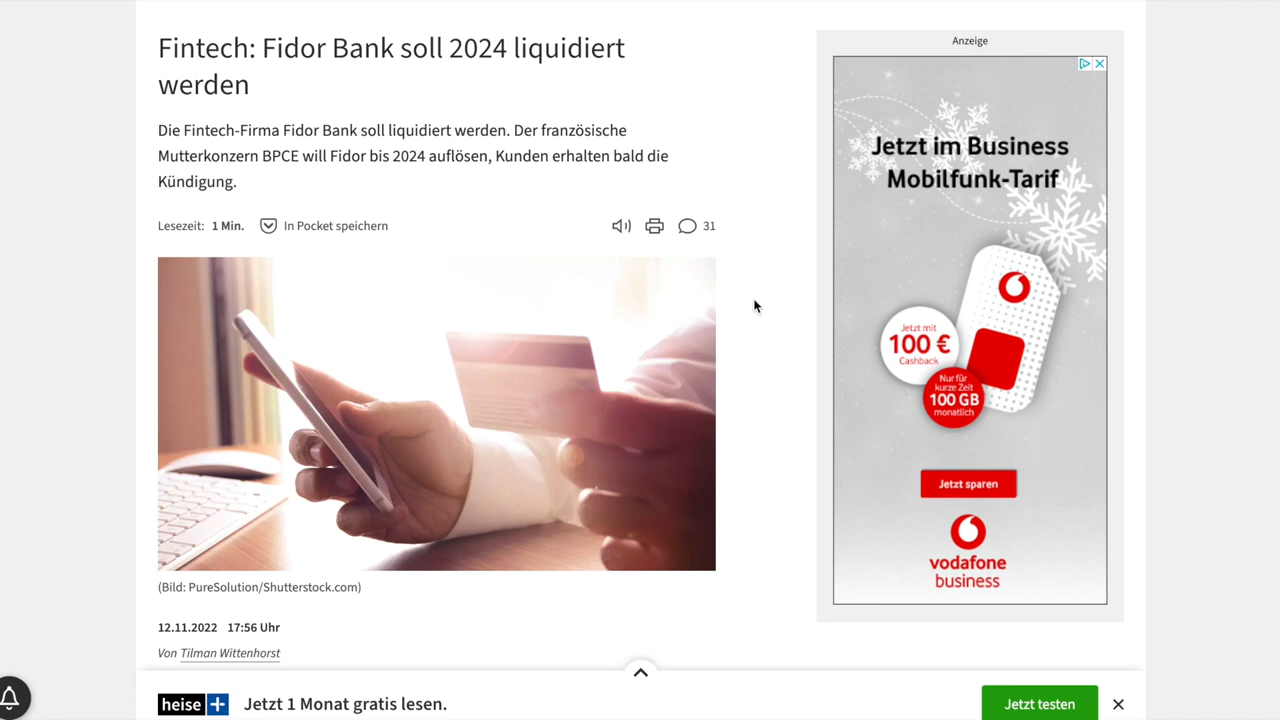 Fintech: Fidor Bank soll 2024 liquidiert
werden
Die Fintech-Firma Fidor Bank soll liquidiert werden. Der französische
Mutterkonzern BPCE will Fidor bis 2024 auflösen, Kunden erhalten bald die
Kündigung.
Lesezeit: 1 Min. In Pocket speichern 31
(Bild: PureSolution/Shutterstock.com)
12.11.2022 17:56 Uhr
Von Tilman Wittenhorst
Anzeige
Jetzt im Business
Mobilfunk-Tarif
Jetzt mit
100 €
Cashback
Nur für
kurze Zeit
100 GB
monatlich
Jetzt sparen
vodafone
business
heise + Jetzt 1 Monat gratis lesen. Jetzt testen